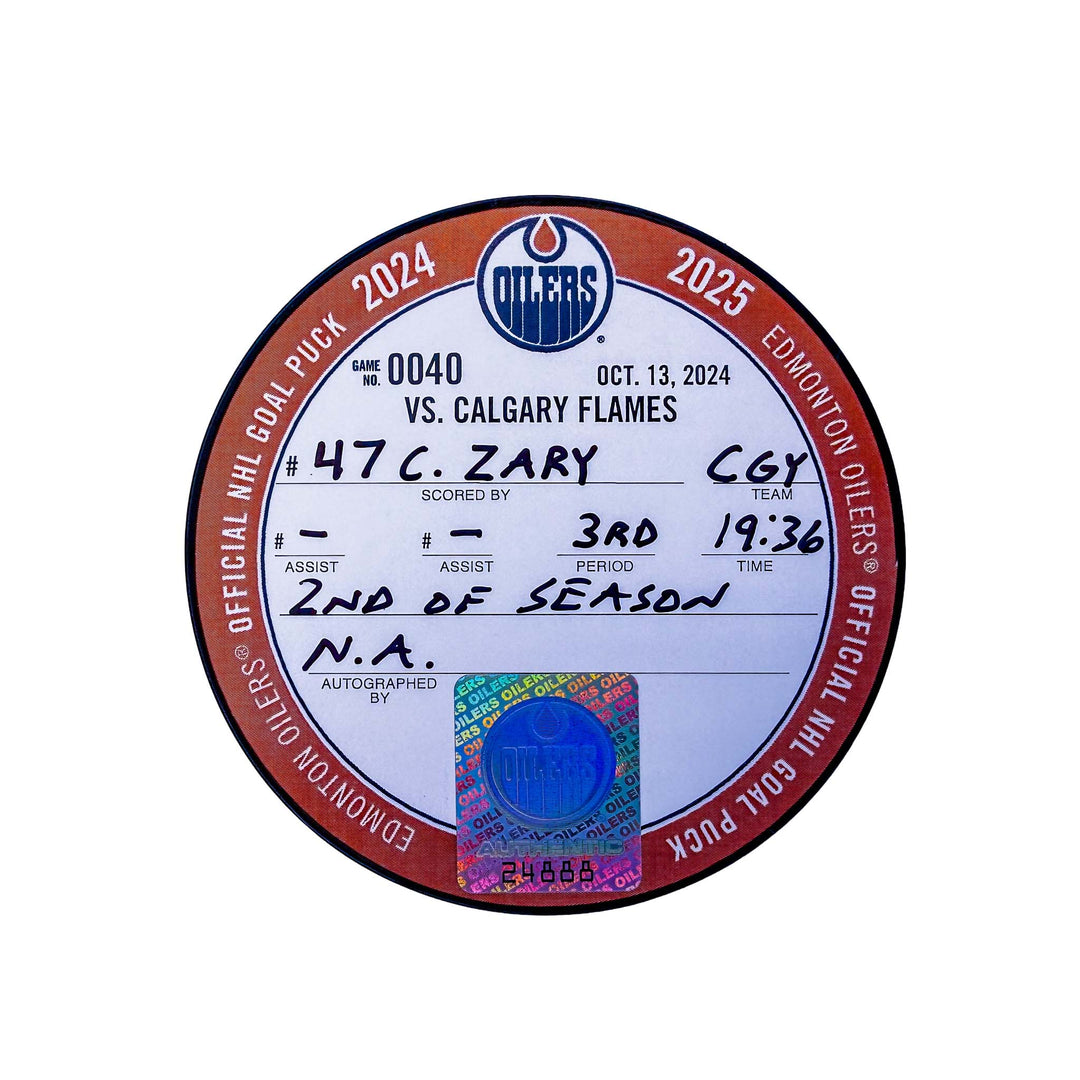 2024
2025
OILERS
®
EDMONTON OILERS® OFFICIAL NHL GOAL PUCK
EDMONTON OILERS® OFFICIAL NHL GOAL PUCK
GAME NO. 0040 OCT. 13, 2024
VS. CALGARY FLAMES
# 47 C. ZARY CGY
SCORED BY TEAM
# - # - 3RD 19:36
ASSIST ASSIST PERIOD TIME
2ND OF SEASON
N.A.
AUTOGRAPHED
BY
OILERS
AUTHENTIC
24888